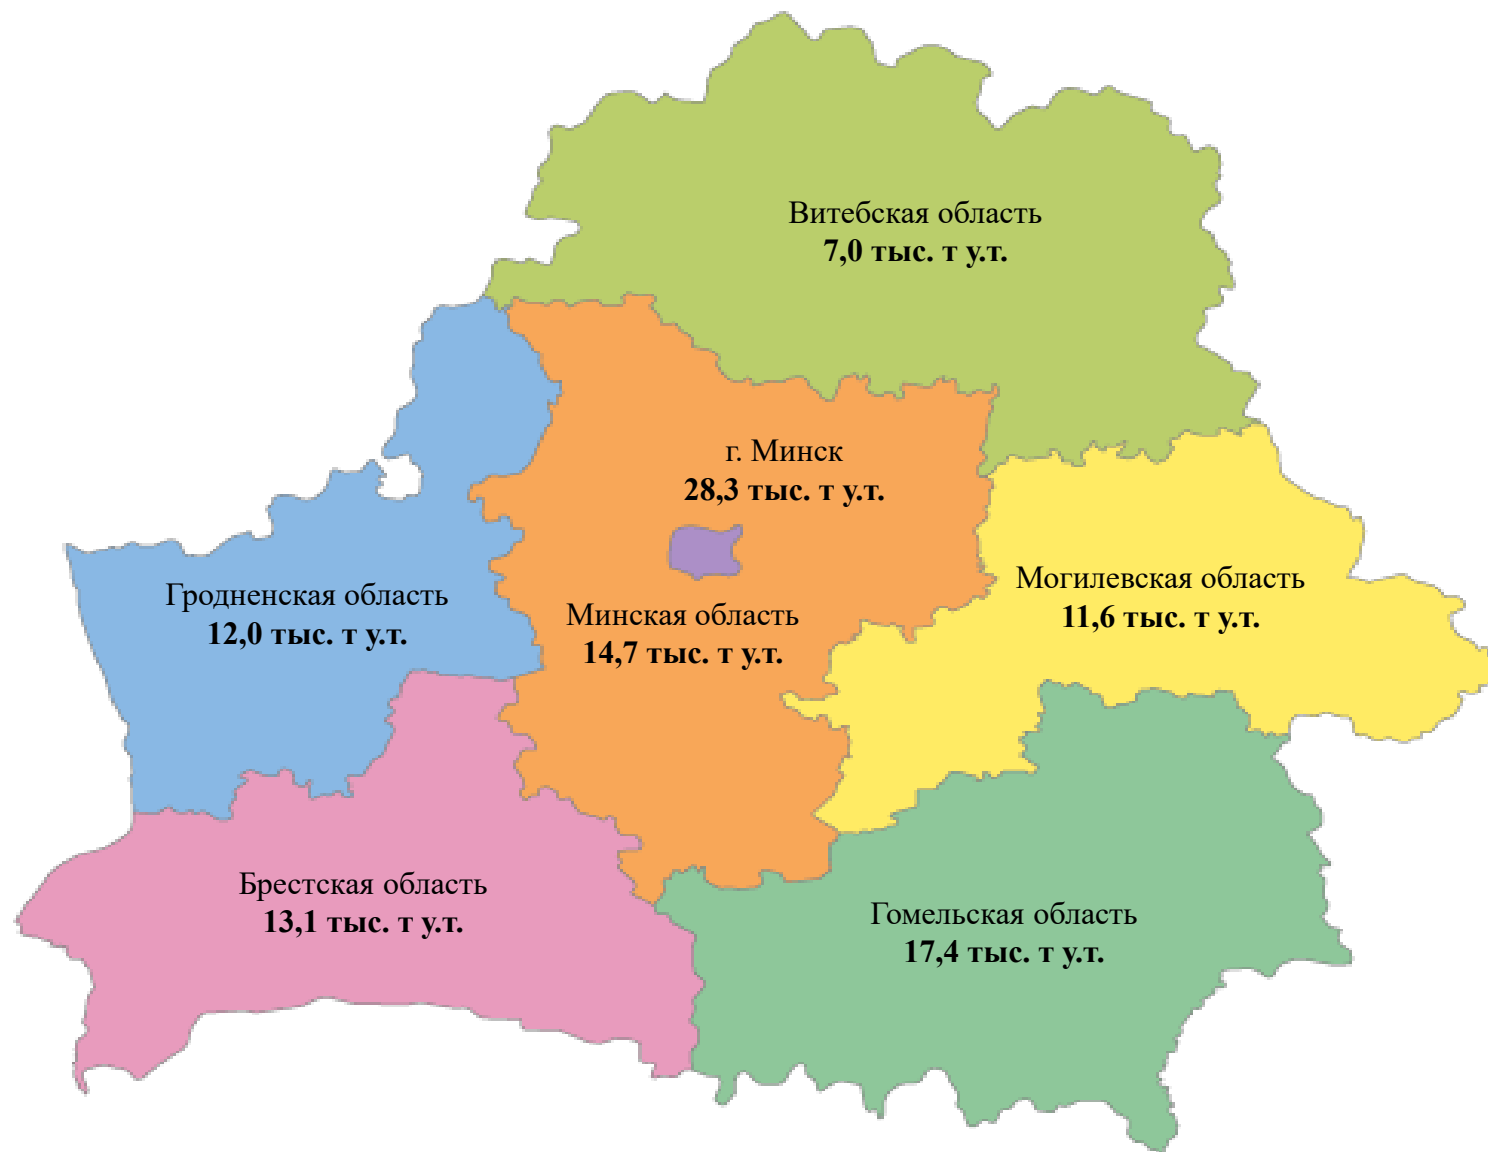 Витебская область
7,0 тыс. т у.т.
г. Минск
28,3 тыс. т у.т.
Гродненская область
12,0 тыс. т у.т.
Минская область
14,7 тыс. т у.т.
Могилевская область
11,6 тыс. т у.т.
Брестская область
13,1 тыс. т у.т.
Гомельская область
17,4 тыс. т у.т.